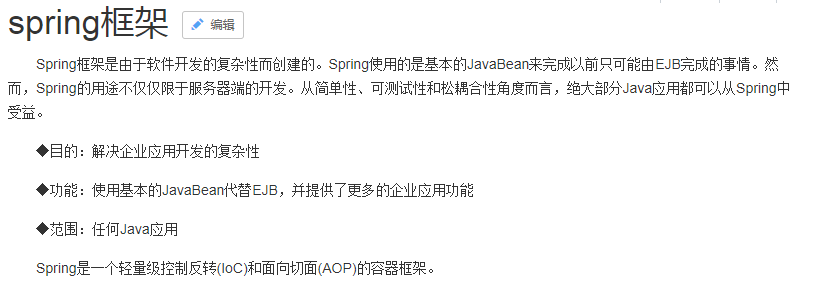 spring框架 编辑
Spring框架是由于软件开发的复杂性而创建的。Spring使用的是基本的JavaBean来完成以前只可能由EJB完成的事情。然
而，Spring的用途不仅仅限于服务器端的开发。从简单性、可测试性和松耦合性角度而言，绝大部分Java应用都可以从Spring中
受益。
◆目的：解决企业应用开发的复杂性
◆功能：使用基本的JavaBean代替EJB，并提供了更多的企业应用功能
◆范围：任何Java应用
Spring是一个轻量级控制反转(IoC)和面向切面(AOP)的容器框架。